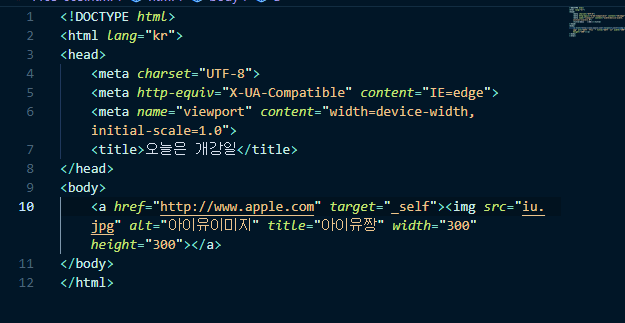 1 <!DOCTYPE html>
2 <html lang="kr">
3 <head>
4 <meta charset="UTF-8">
5 <meta http-equiv="X-UA-Compatible" content="IE=edge">
6 <meta name="viewport" content="width=device-width,
initial-scale=1.0">
7 <title>오늘은 개강일</title>
8 </head>
9 <body>
10 <a href="http://www.apple.com" target="_self"><img src="iu.
jpg" alt="아이유이미지" title="아이유짱" width="300"
height="300"></a>
11 </body>
12 </html>